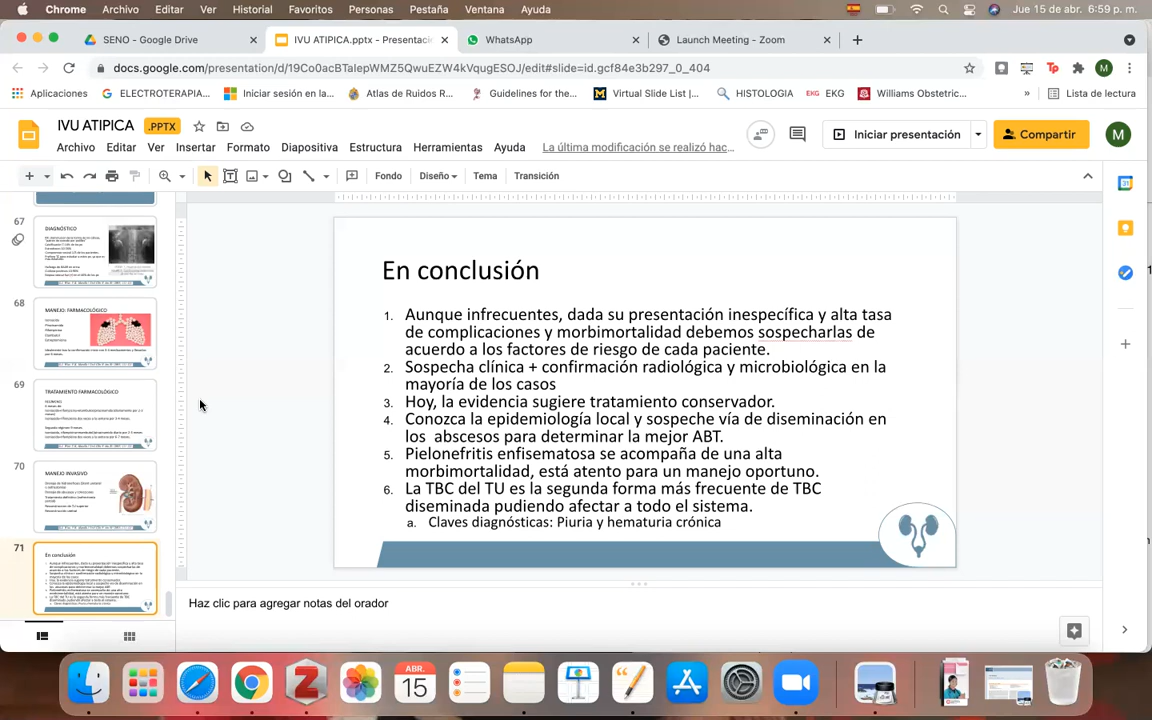 Chrome Archivo Editar Ver Historial Favoritos Personas Pestaña Ventana Ayuda Jue 15 de abr. 6:59 p. m.
SENO - Google Drive IVU ATIPICA.pptx - Presentaci WhatsApp Launch Meeting - Zoom
docs.google.com/presentation/d/19Co0acBTalepWMZ5QwuEZW4kVqugESOJ/edit#slide=id.gcf84e3b297_0_404
Aplicaciones ELECTROTERAPIA... Iniciar sesión en la... Atlas de Ruidos R... Guidelines for the... Virtual Slide List |... HISTOLOGIA EKG EKG Williams Obstetric... » Lista de lectura
IVU ATIPICA .PPTX
Archivo Editar Ver Insertar Formato Diapositiva Estructura Herramientas Ayuda La última modificación se realizó hac...
Iniciar presentación Compartir M
Fondo Diseño Tema Transición
67
DIAGNÓSTICO
68
MANEJO: FARMACOLÓGICO
69
TRATAMIENTO FARMACOLÓGICO
70
MANEJO INVASIVO
71
En conclusión
En conclusión
1. Aunque infrecuentes, dada su presentación inespecífica y alta tasa
de complicaciones y morbimortalidad debemos sospecharlas de
acuerdo a los factores de riesgo de cada paciente.
2. Sospecha clínica + confirmación radiológica y microbiológica en la
mayoría de los casos
3. Hoy, la evidencia sugiere tratamiento conservador.
4. Conozca la epidemiología local y sospeche vía de diseminación en
los abscesos para determinar la mejor ABT.
5. Pielonefritis enfisematosa se acompaña de una alta
morbimortalidad, está atento para un manejo oportuno.
6. La TBC del TU es la segunda forma más frecuente de TBC
diseminada pudiendo afectar a todo el sistema.
a. Claves diagnósticas: Piuria y hematuria crónica
Haz clic para agregar notas del orador
ABR.
15